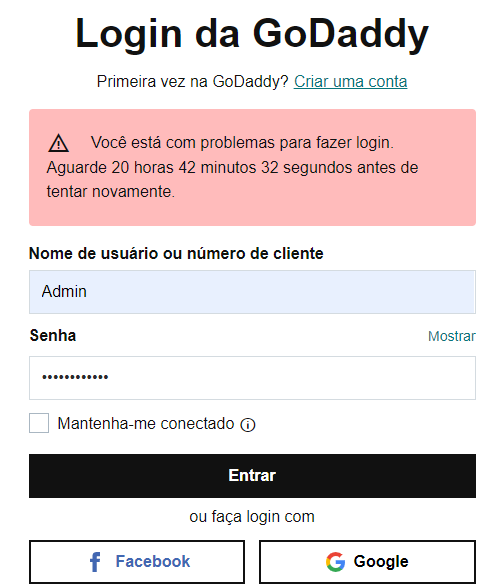 Login da GoDaddy
Primeira vez na GoDaddy? Criar uma conta
Você está com problemas para fazer login.
Aguarde 20 horas 42 minutos 32 segundos antes de
tentar novamente.
Nome de usuário ou número de cliente
Admin
Senha Mostrar
••••••••••••
Mantenha-me conectado
Entrar
ou faça login com
Facebook Google